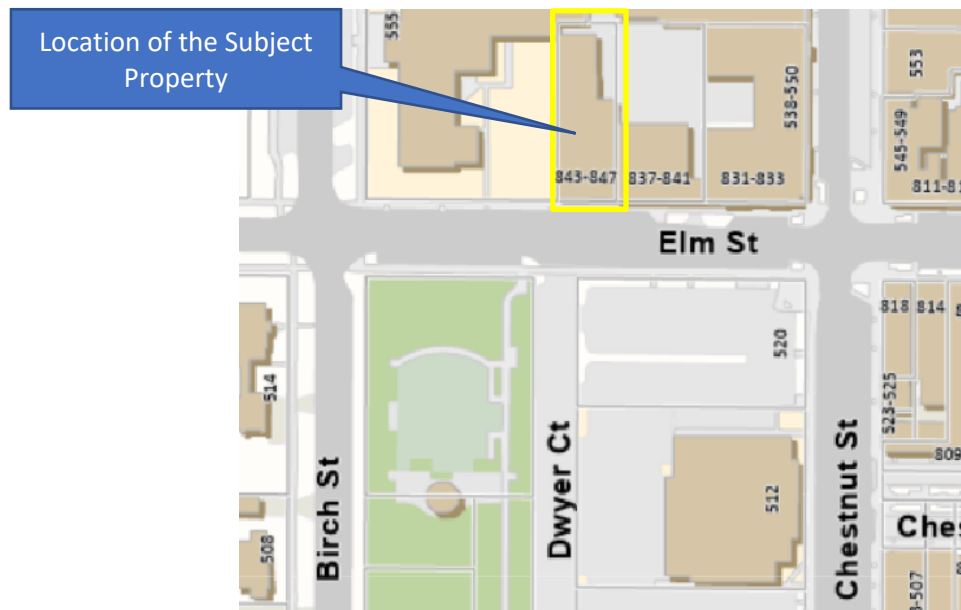 Location of the Subject
Property
555
843-847
837-841
831-833
538-550
553
545-549
811-81
Elm St
514
508
Birch St
Dwyer Ct
520
512
Chestnut St
818
814
523-525
809
Ches
-507